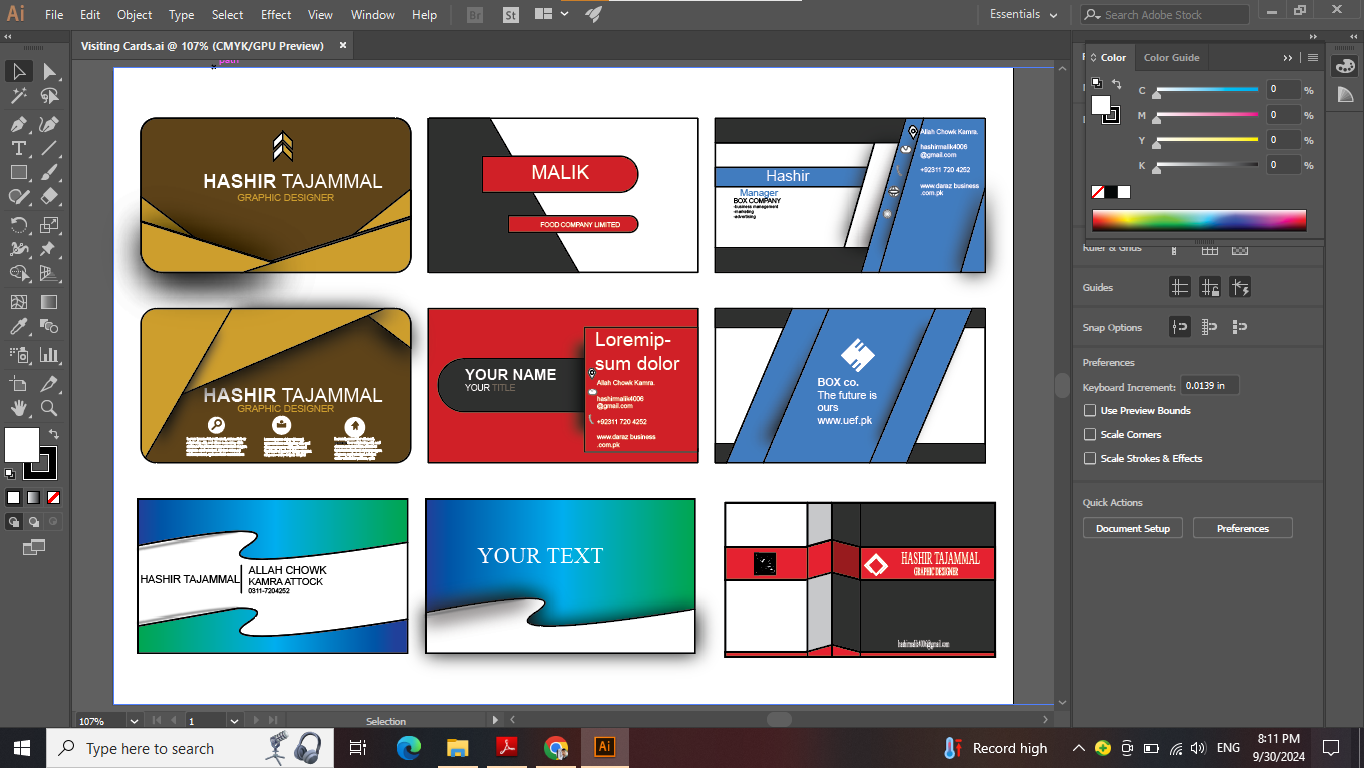 Ai File Edit Object Type Select Effect View Window Help Br St Essentials Search Adobe Stock
Visiting Cards.ai @ 107% (CMYK/GPU Preview) ×
path
Color Color Guide
C 0 %
M 0 %
Y 0 %
K 0 %
Ruler & Grids
Guides
Snap Options
Preferences
Keyboard Increment: 0.0139 in
Use Preview Bounds
Scale Corners
Scale Strokes & Effects
Quick Actions
Document Setup Preferences
HASHIR TAJAMMAL
GRAPHIC DESIGNER
MALIK
FOOD COMPANY LIMITED
Hashir
Manager
BOX COMPANY
-business management
-marketing
-advertising
Allah Chowk Kamra.
hashirmalik4006
@gmail.com
+92311 720 4252
www.daraz business
.com.pk
HASHIR TAJAMMAL
GRAPHIC DESIGNER
YOUR NAME
YOUR TITLE
Loremip-
sum dolor
Allah Chowk Kamra.
hashirmalik4006
@gmail.com
+92311 720 4252
www.daraz business
.com.pk
BOX co.
The future is
ours
www.uef.pk
HASHIR TAJAMMAL
ALLAH CHOWK
KAMRA ATTOCK
0311-7204252
YOUR TEXT
HASHIR TAJAMMAL
GRAPHIC DESIGNER
hashirmalik4006@gmail.com
107% 1 Selection
Type here to search
Ai
Record high
ENG
8:11 PM
9/30/2024